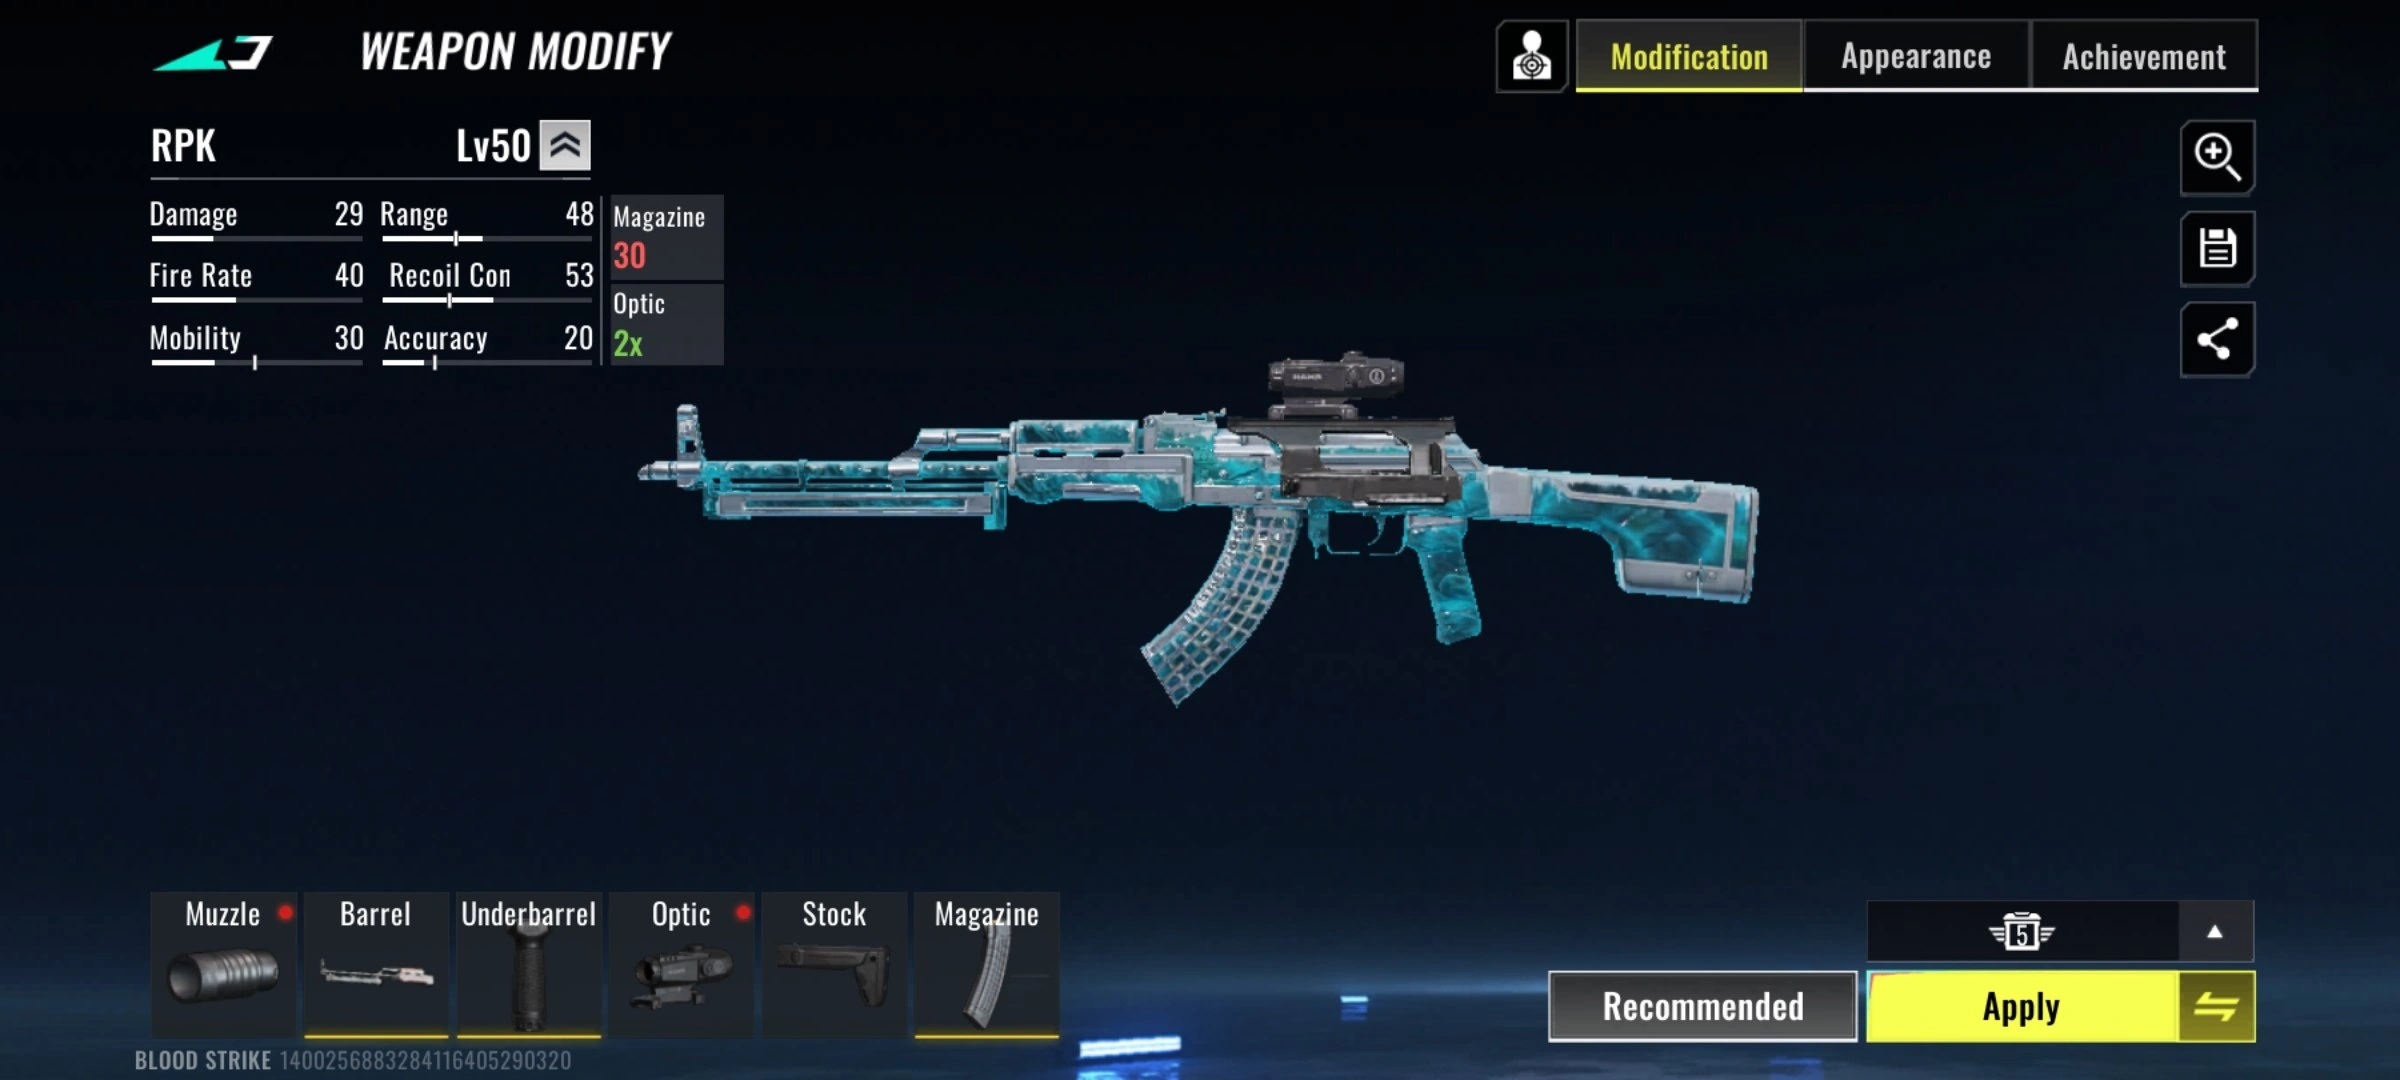 WEAPON MODIFY
Modification
Appearance
Achievement
RPK
Lv50
Damage 29
Range 48
Magazine
30
Fire Rate 40
Recoil Con 53
Optic
2x
Mobility 30
Accuracy 20
Muzzle
Barrel
Underbarrel
Optic
Stock
Magazine
5
Recommended
Apply
BLOOD STRIKE 1400256883284116405290320